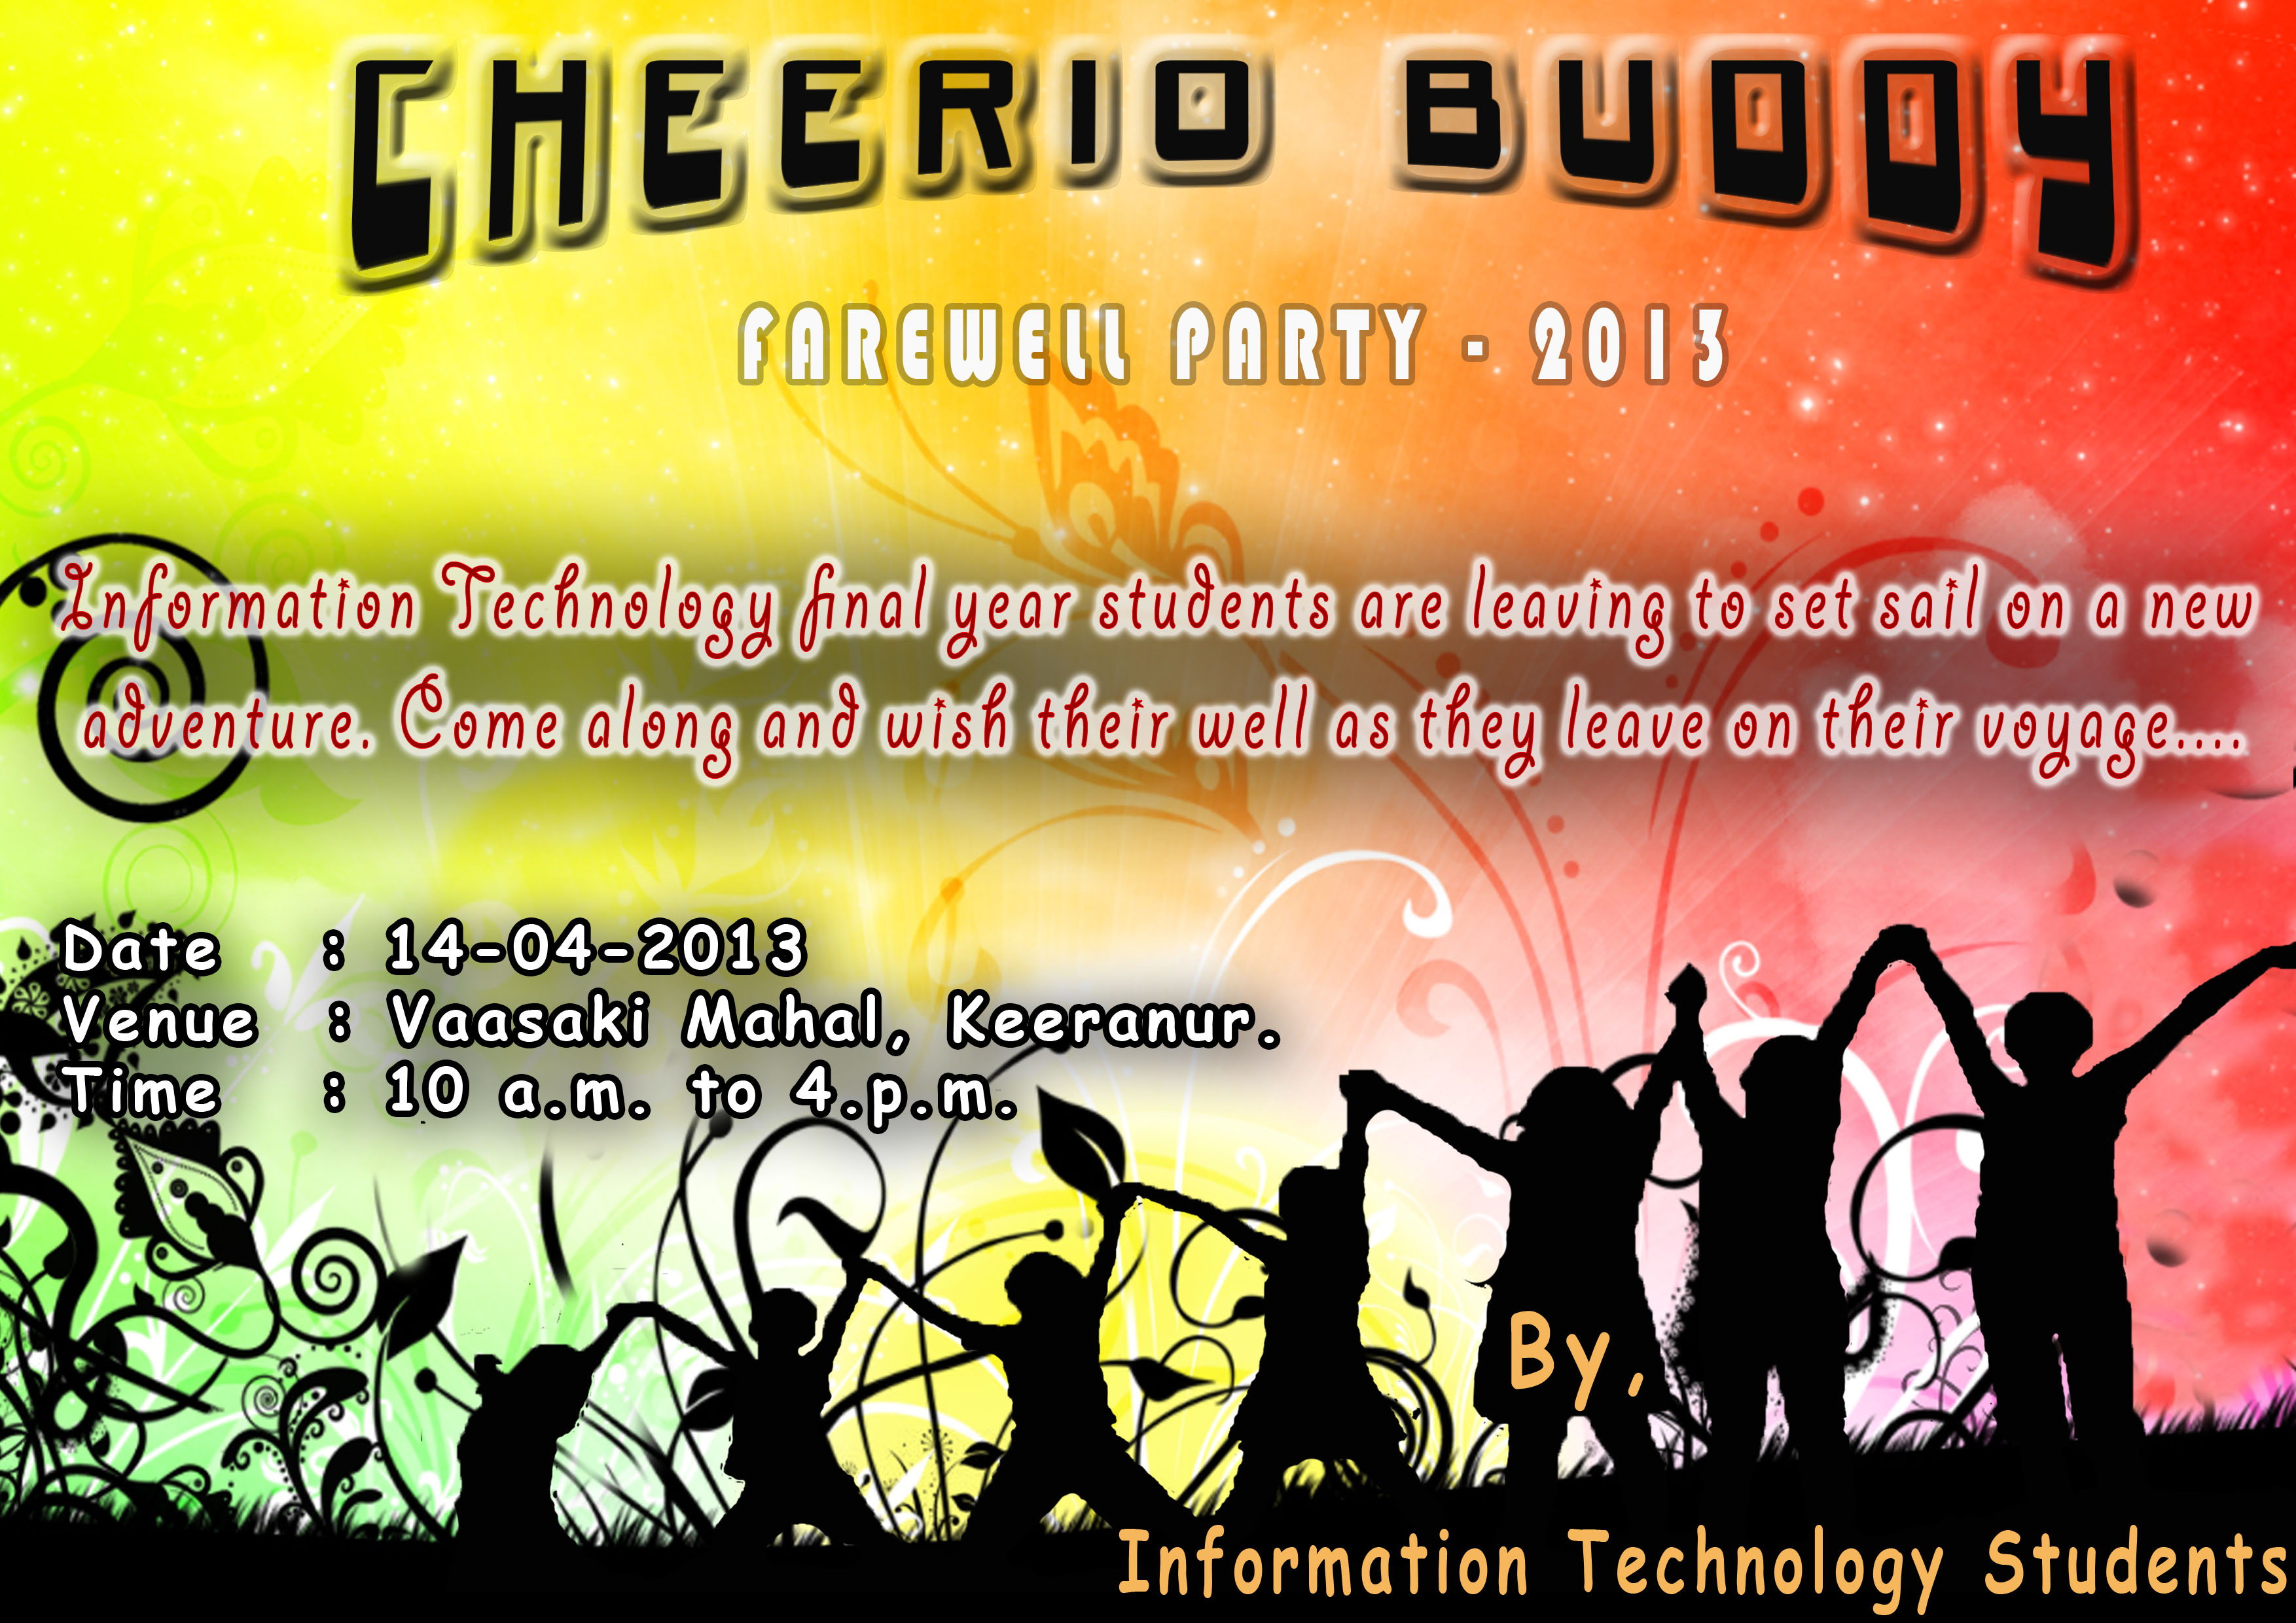 CHEERIO BUDDY
FAREWELL PARTY - 2013
Information Technology final year students are leaving to set sail on a new
adventure. Come along and wish their well as they leave on their voyage....
Date : 14-04-2013
Venue : Vaasaki Mahal, Keeranur.
Time : 10 a.m. to 4.p.m.
By,
Information Technology Students